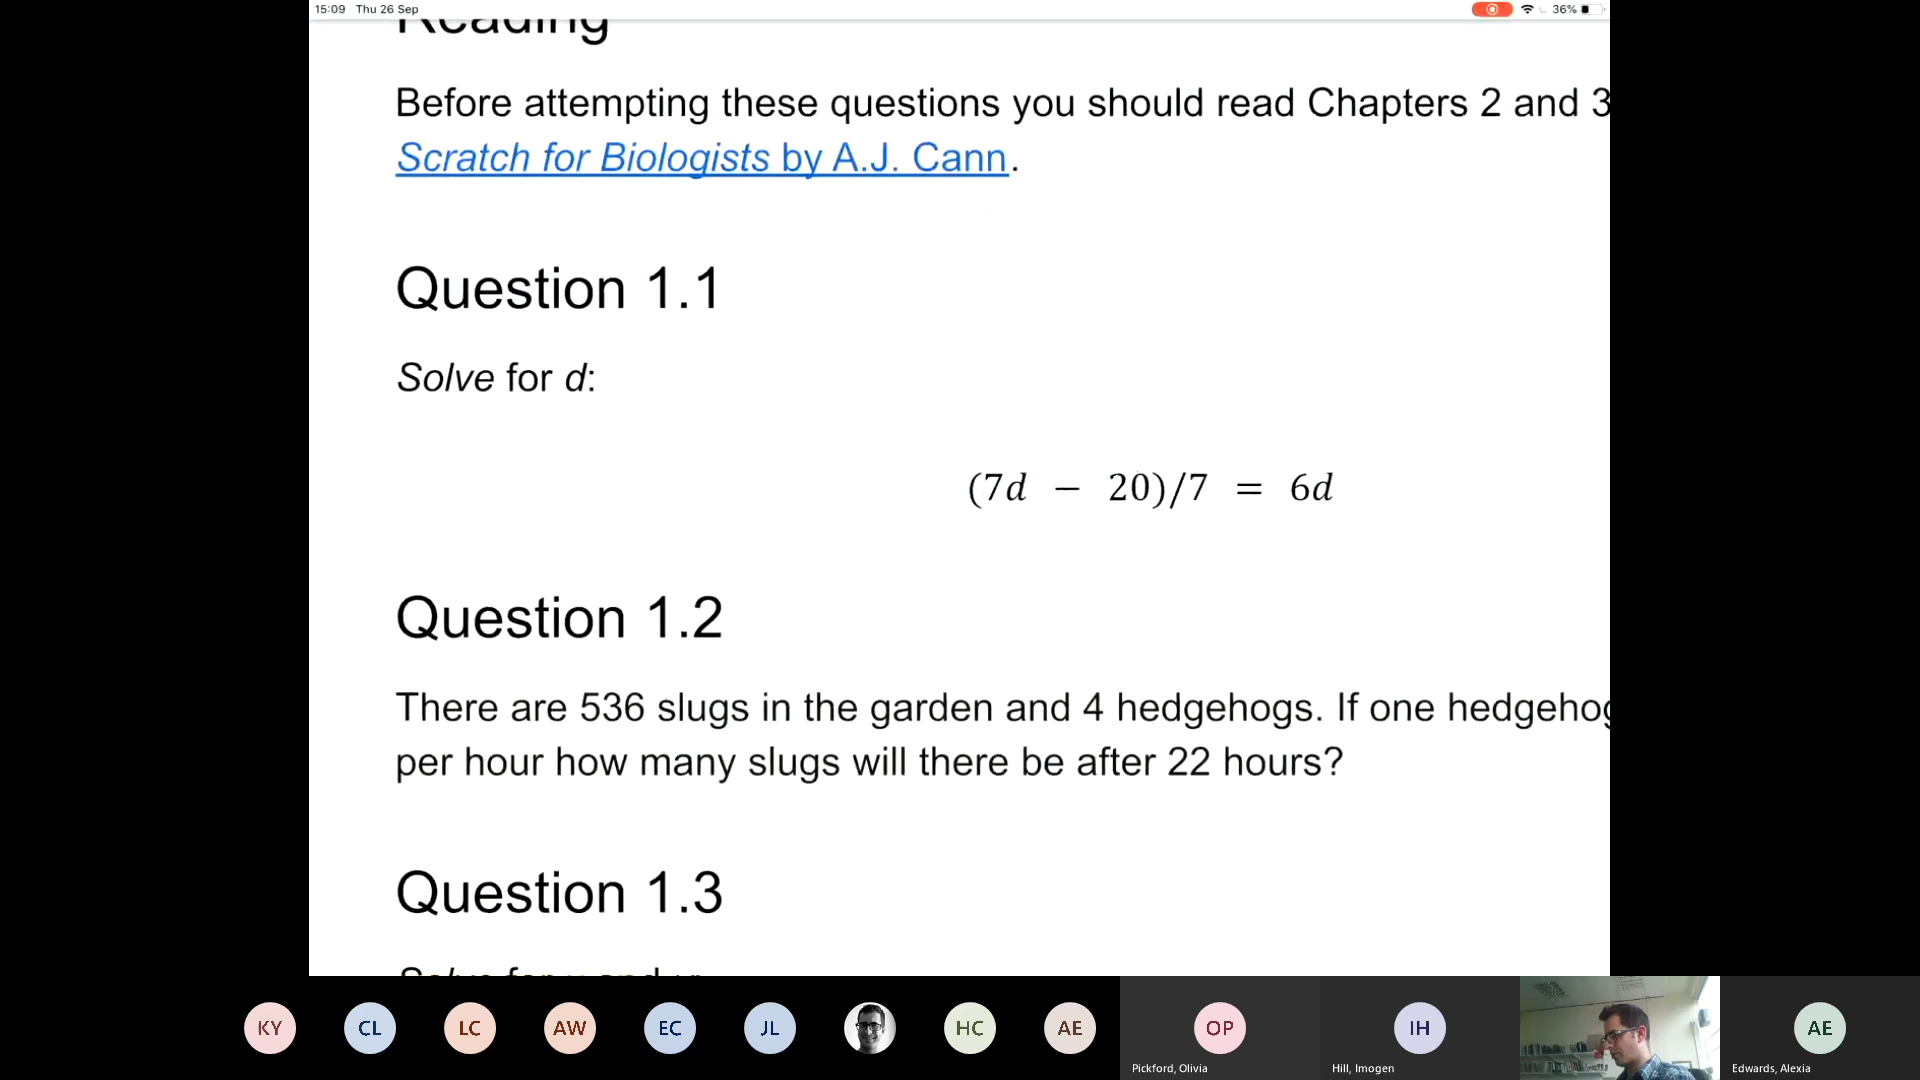 15:09 Thu 26 Sep
36%
Reading
Before attempting these questions you should read Chapters 2 and 3
Scratch for Biologists by A.J. Cann.
Question 1.1
Solve for d:
(7d − 20)/7 = 6d
Question 1.2
There are 536 slugs in the garden and 4 hedgehogs. If one hedgehog
per hour how many slugs will there be after 22 hours?
Question 1.3
Solve for
KY CL LC AW EC JL HC AE OP IH AE
Pickford, Olivia Hill, Imogen Edwards, Alexia